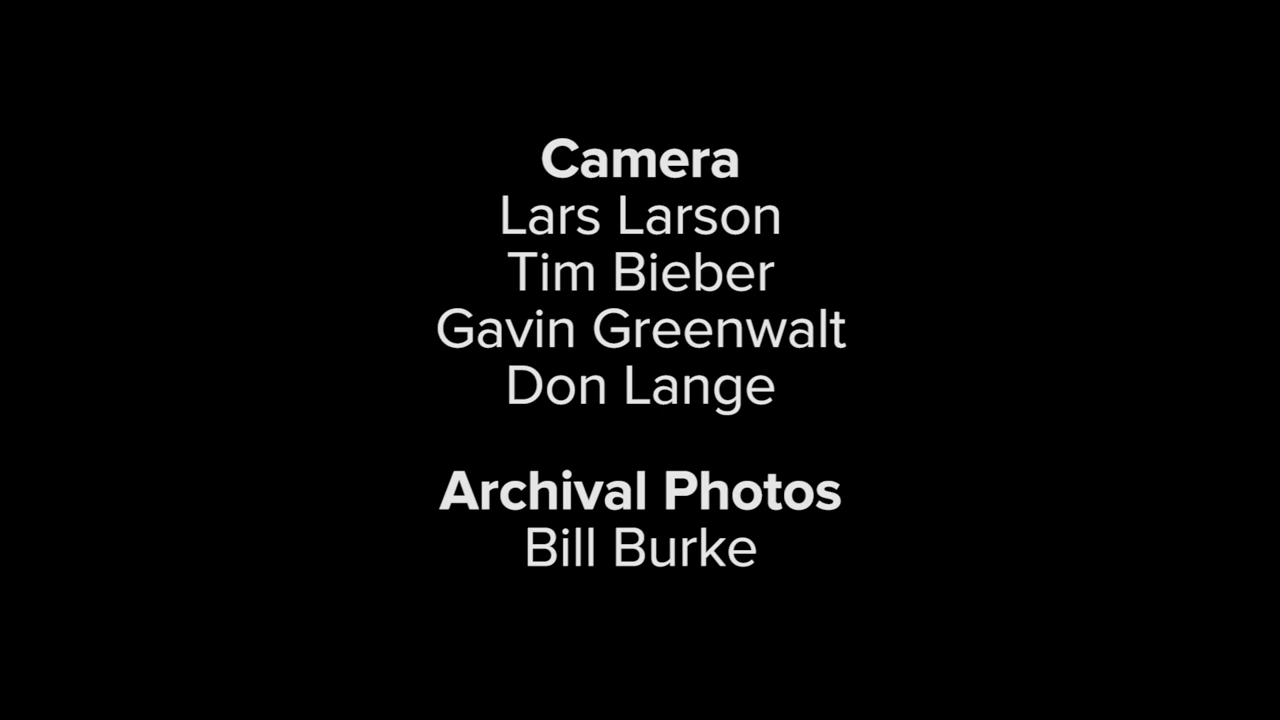 Camera
Lars Larson
Tim Bieber
Gavin Greenwalt
Don Lange
Archival Photos
Bill Burke